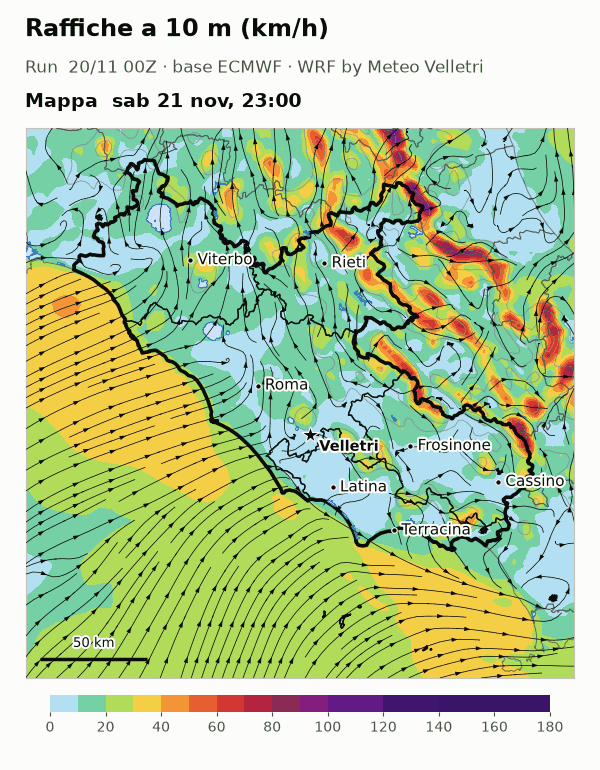 Raffiche a 10 m (km/h)
Run  20/11 00Z · base ECMWF · WRF by Meteo Velletri
Mappa  sab 21 nov, 23:00
Viterbo
Rieti
Roma
Velletri
Frosinone
Latina
Cassino
Terracina
50 km
0 20 40 60 80 100 120 140 160 180